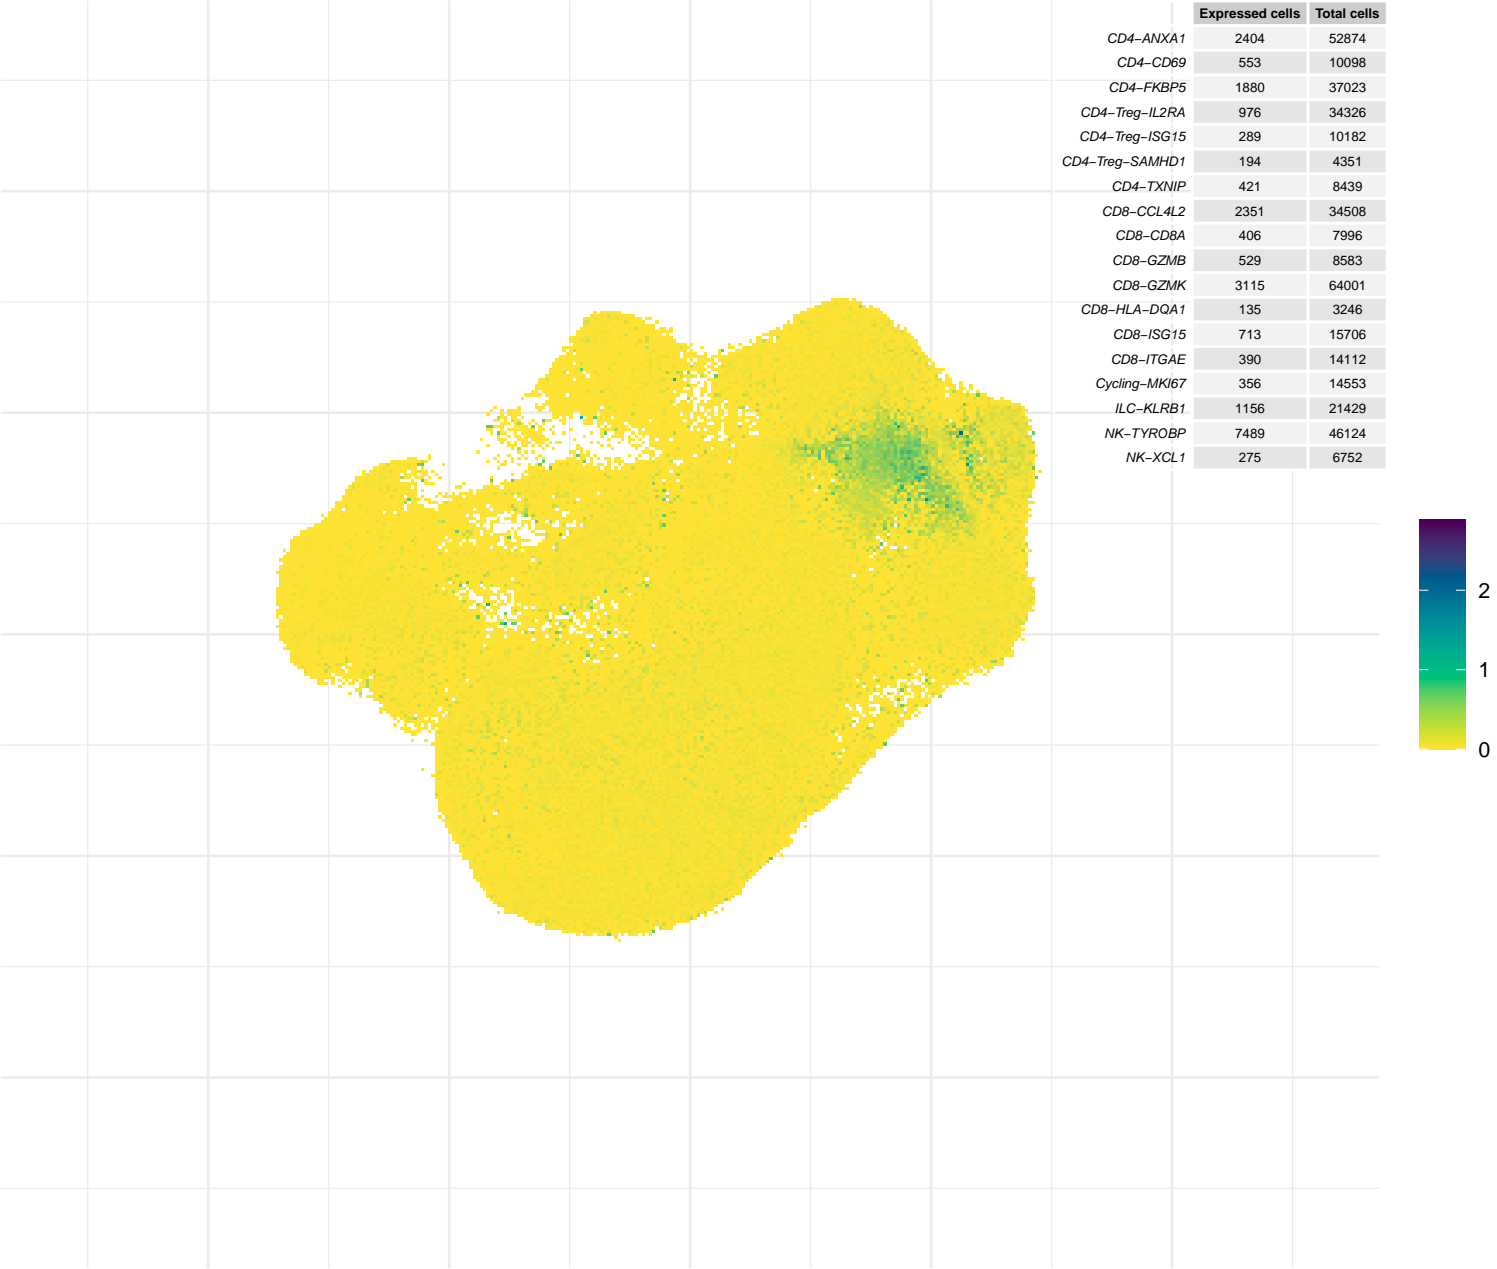 Expressed cells Total cells
CD4−ANXA1 2404 52874
CD4−CD69 553 10098
CD4−FKBP5 1880 37023
CD4−Treg−IL2RA 976 34326
CD4−Treg−ISG15 289 10182
CD4−Treg−SAMHD1 194 4351
CD4−TXNIP 421 8439
CD8−CCL4L2 2351 34508
CD8−CD8A 406 7996
CD8−GZMB 529 8583
CD8−GZMK 3115 64001
CD8−HLA−DQA1 135 3246
CD8−ISG15 713 15706
CD8−ITGAE 390 14112
Cycling−MKI67 356 14553
ILC−KLRB1 1156 21429
NK−TYROBP 7489 46124
NK−XCL1 275 6752
2
1
0